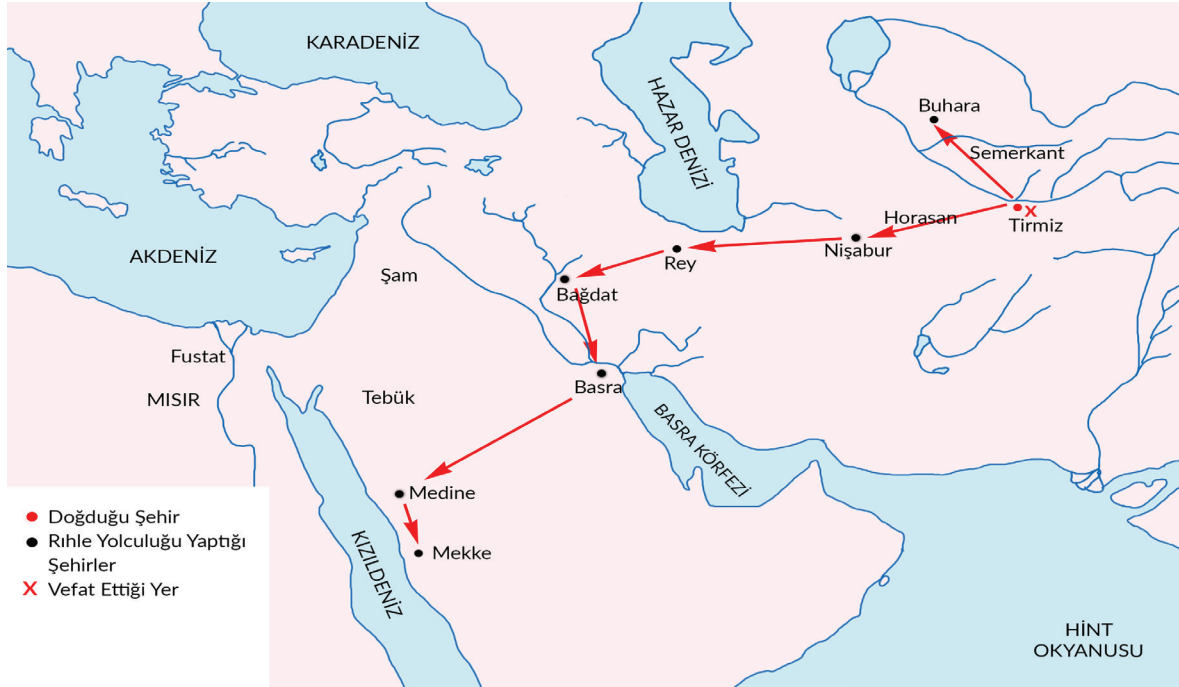 KARADENİZ
HAZAR DENİZİ
Buhara
Semerkant
Horasan
Tirmiz
x
Nişabur
Rey
AKDENİZ
Şam
Bağdat
Fustat
MISIR
Tebük
Basra
BASRA KÖRFEZİ
Medine
Mekke
KIZILDENİZ
Doğduğu Şehir
Rıhle Yolculuğu Yaptığı
Şehirler
x Vefat Ettiği Yer
HİNT
OKYANUSU